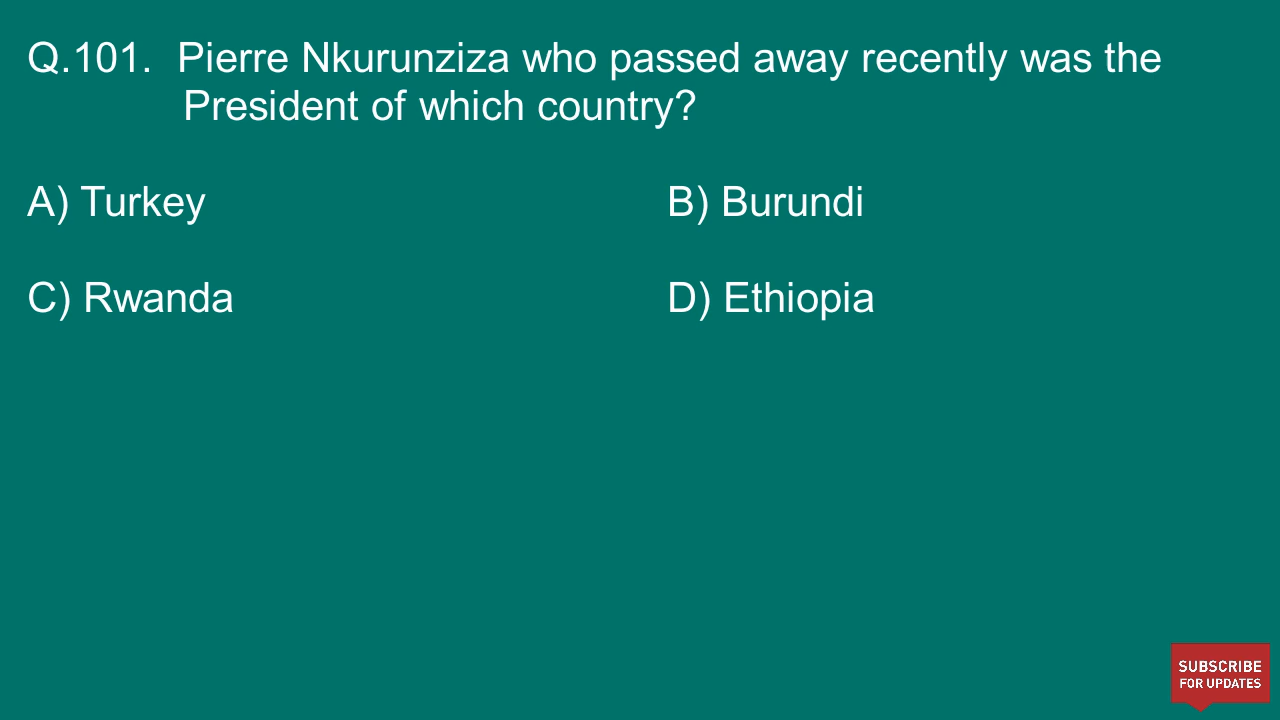 Q.101. Pierre Nkurunziza who passed away recently was the
President of which country?
A) Turkey B) Burundi
C) Rwanda D) Ethiopia
SUBSCRIBE
FOR UPDATES